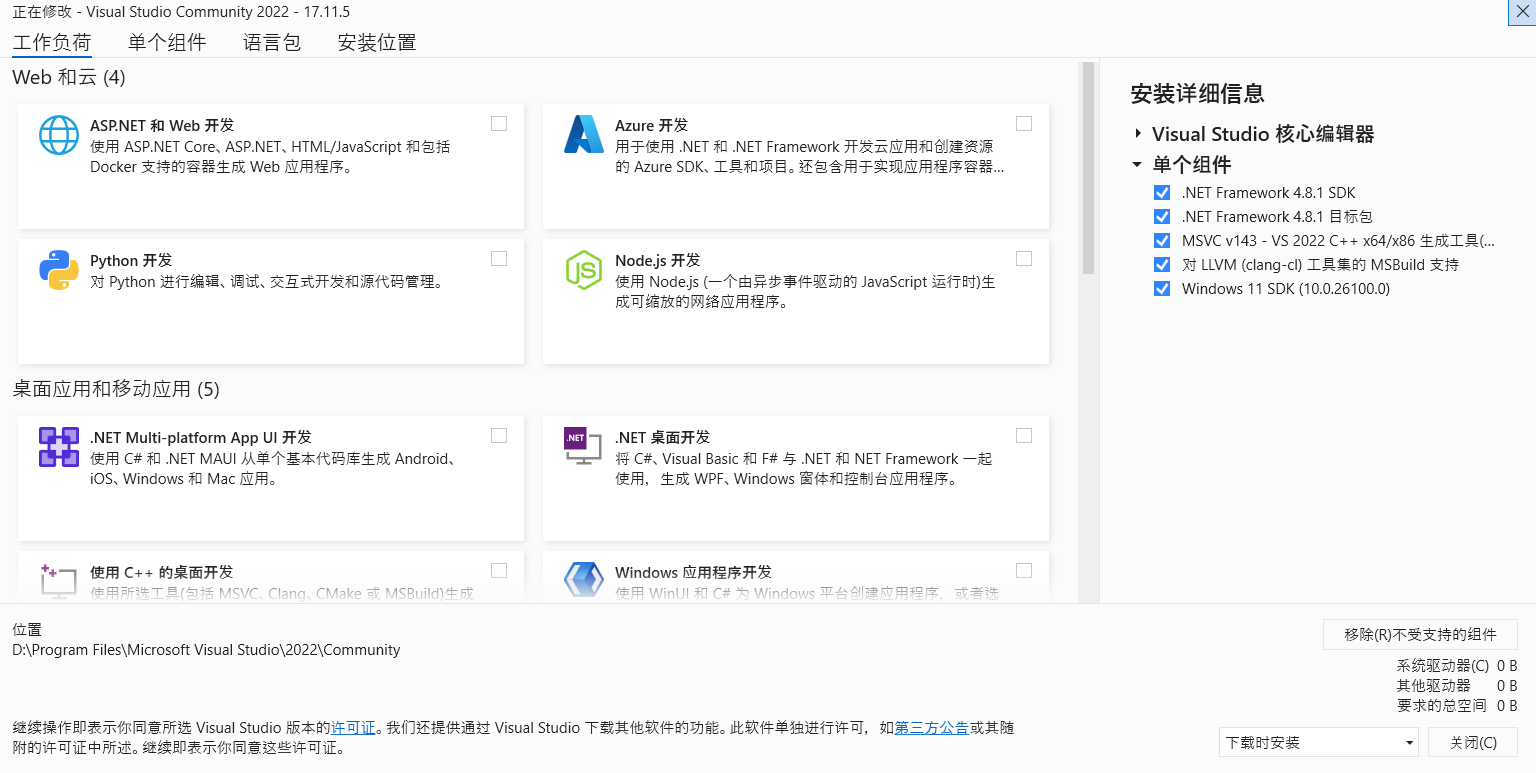 正在修改 - Visual Studio Community 2022 - 17.11.5
工作负荷 单个组件 语言包 安装位置
Web 和云 (4)
ASP.NET 和 Web 开发
使用 ASP.NET Core、ASP.NET、HTML/JavaScript 和包括
Docker 支持的容器生成 Web 应用程序。
Azure 开发
用于使用 .NET 和 .NET Framework 开发云应用和创建资源
的 Azure SDK、工具和项目。还包含用于实现应用程序容器...
Python 开发
对 Python 进行编辑、调试、交互式开发和源代码管理。
JS
Node.js 开发
使用 Node.js (一个由异步事件驱动的 JavaScript 运行时)生
成可缩放的网络应用程序。
桌面应用和移动应用 (5)
.NET Multi-platform App UI 开发
使用 C# 和 .NET MAUI 从单个基本代码库生成 Android、
iOS、Windows 和 Mac 应用。
.NET
.NET 桌面开发
将 C#、Visual Basic 和 F# 与 .NET 和 NET Framework 一起
使用，生成 WPF、Windows 窗体和控制台应用程序。
使用 C++ 的桌面开发
使用所选工具(包括 MSVC、Clang、CMake 或 MSBuild)生成
Windows 应用程序开发
使用 WinUI 和 C# 为 Windows 平台创建应用程序，或者选
安装详细信息
Visual Studio 核心编辑器
单个组件
.NET Framework 4.8.1 SDK
.NET Framework 4.8.1 目标包
MSVC v143 - VS 2022 C++ x64/x86 生成工具(...
对 LLVM (clang-cl) 工具集的 MSBuild 支持
Windows 11 SDK (10.0.26100.0)
位置
D:\Program Files\Microsoft Visual Studio\2022\Community
移除(R)不受支持的组件
系统驱动器(C) 0 B
其他驱动器 0 B
要求的总空间 0 B
继续操作即表示你同意所选 Visual Studio 版本的许可证。我们还提供通过 Visual Studio 下载其他软件的功能。此软件单独进行许可，如第三方公告或其随
附的许可证中所述。继续即表示你同意这些许可证。
下载时安装
关闭(C)